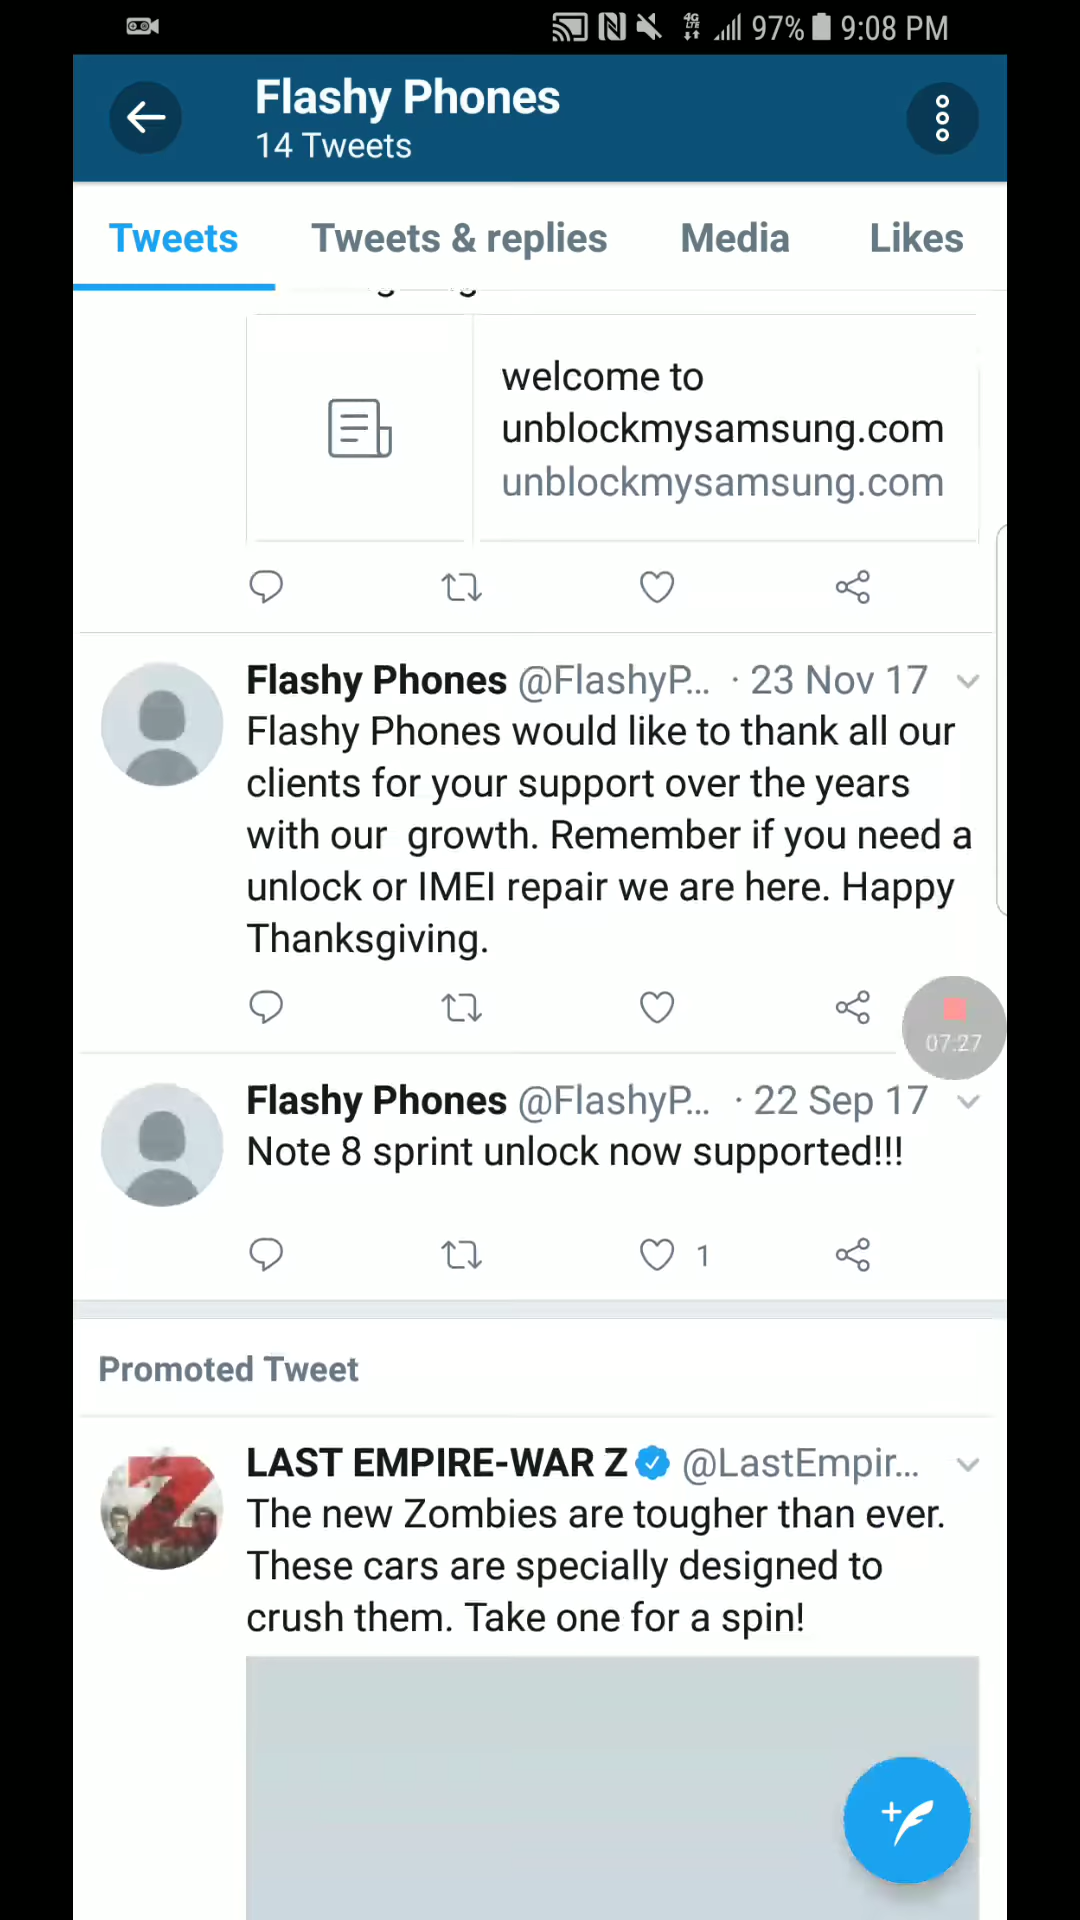 97% 9:08 PM
Flashy Phones
14 Tweets
Tweets Tweets & replies Media Likes
welcome to
unblockmysamsung.com
unblockmysamsung.com
Flashy Phones @FlashyP... · 23 Nov 17
Flashy Phones would like to thank all our
clients for your support over the years
with our growth. Remember if you need a
unlock or IMEI repair we are here. Happy
Thanksgiving.
07:27
Flashy Phones @FlashyP... · 22 Sep 17
Note 8 sprint unlock now supported!!!
1
Promoted Tweet
LAST EMPIRE-WAR Z @LastEmpir...
The new Zombies are tougher than ever.
These cars are specially designed to
crush them. Take one for a spin!